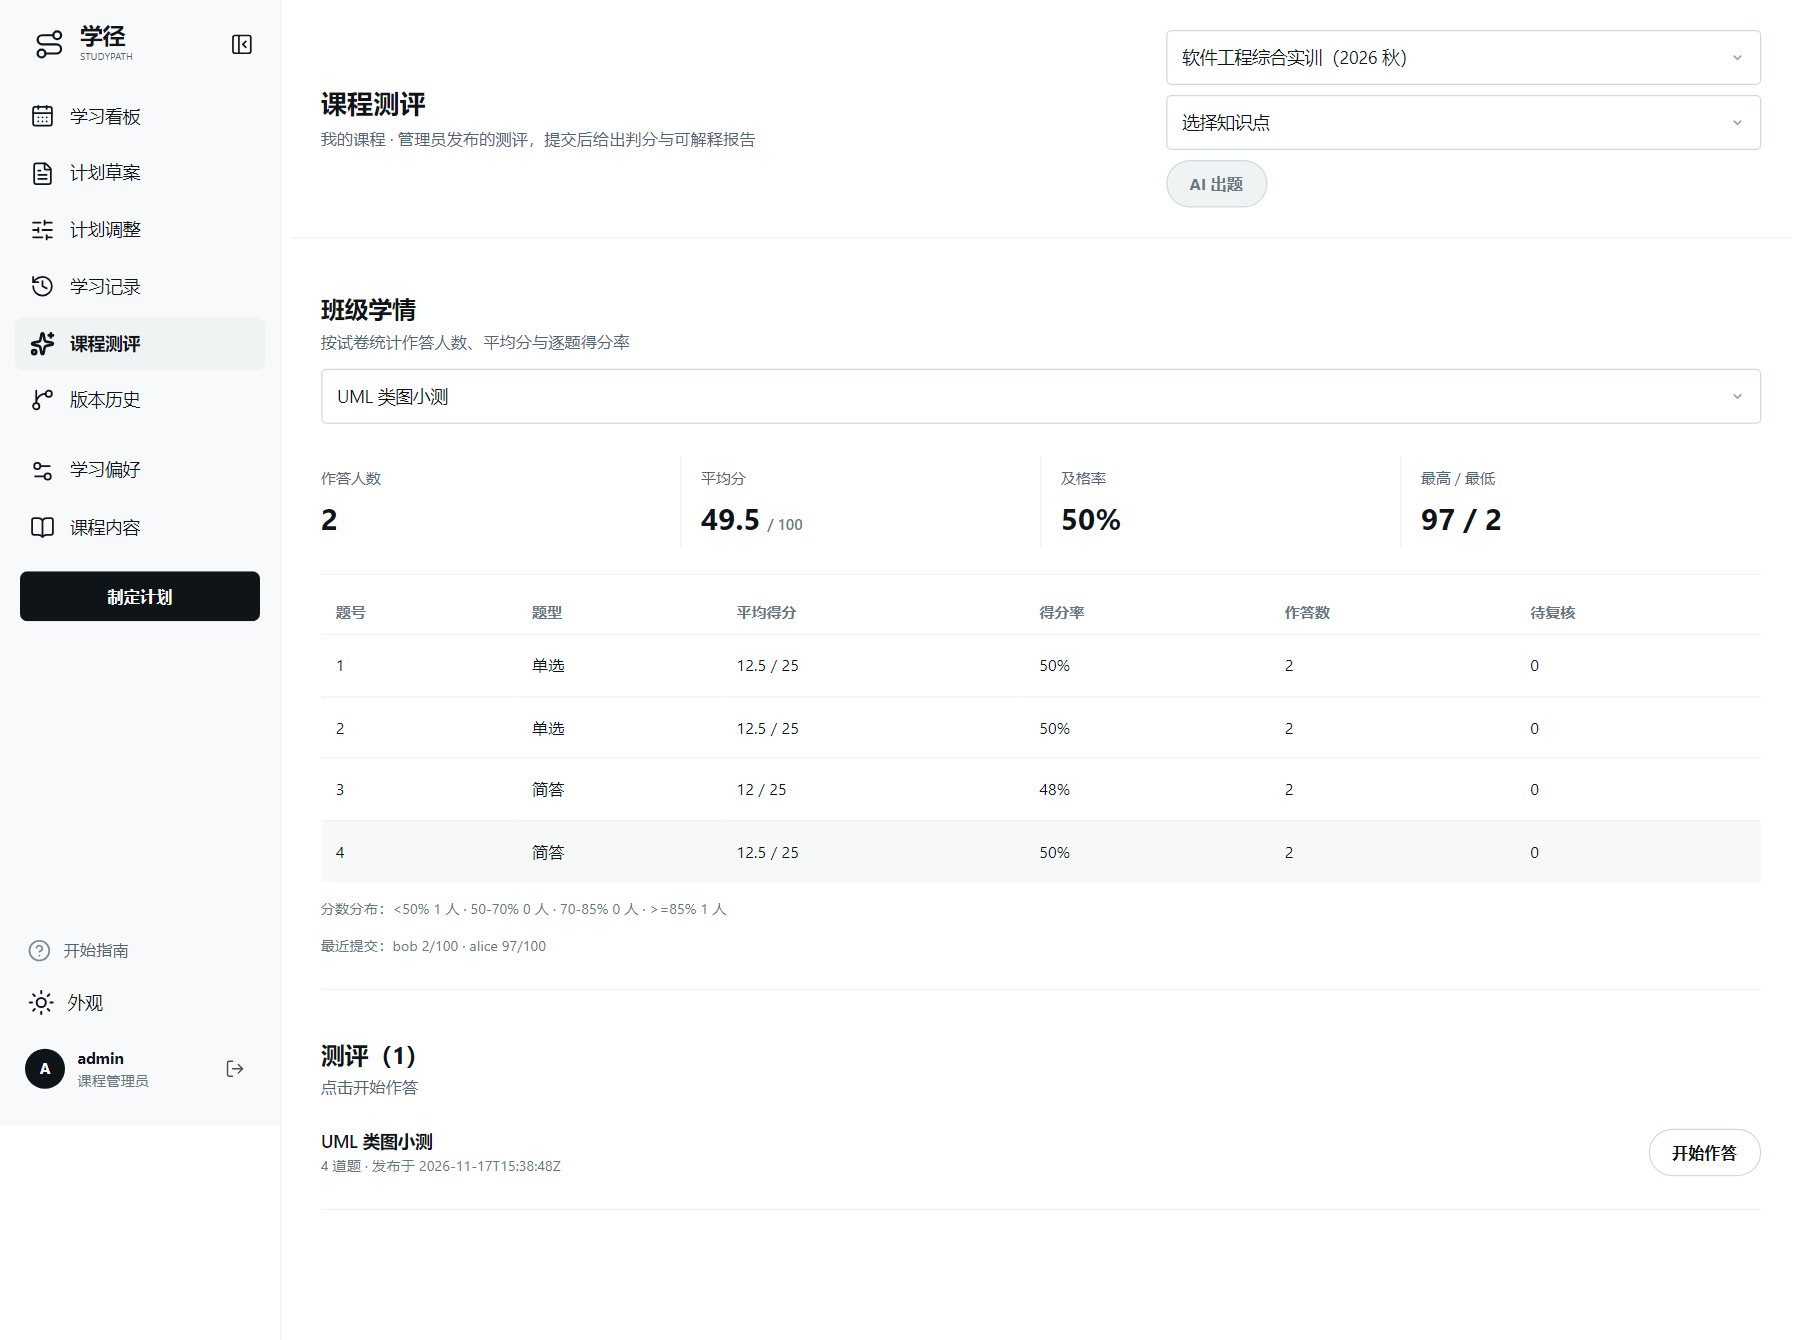 学径
STUDYPATH
学习看板
计划草案
计划调整
学习记录
课程测评
版本历史
学习偏好
课程内容
制定计划
开始指南
外观
A
admin
课程管理员
课程测评
我的课程 · 管理员发布的测评，提交后给出判分与可解释报告
软件工程综合实训（2026 秋）
选择知识点
AI 出题
班级学情
按试卷统计作答人数、平均分与逐题得分率
UML 类图小测
作答人数 平均分 及格率 最高 / 最低
2 49.5 / 100 50% 97 / 2
题号 题型 平均得分 得分率 作答数 待复核
1 单选 12.5 / 25 50% 2 0
2 单选 12.5 / 25 50% 2 0
3 简答 12 / 25 48% 2 0
4 简答 12.5 / 25 50% 2 0
分数分布：<50% 1 人 · 50-70% 0 人 · 70-85% 0 人 · >=85% 1 人
最近提交：bob 2/100 · alice 97/100
测评（1）
点击开始作答
UML 类图小测
4 道题 · 发布于 2026-11-17T15:38:48Z
开始作答